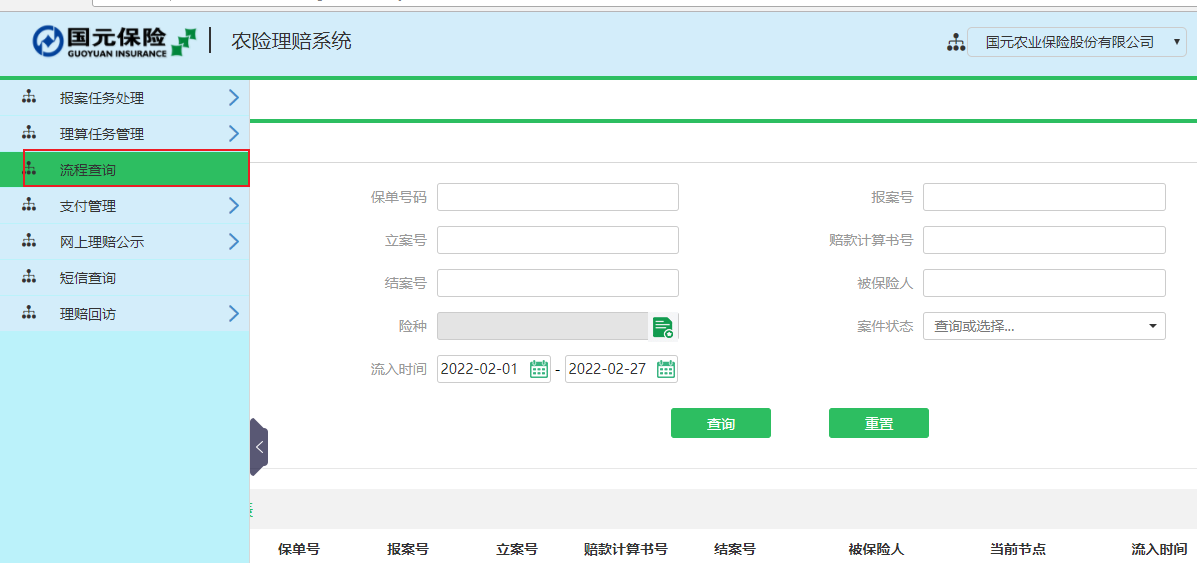 国元保险
GUOYUAN INSURANCE
农险理赔系统
国元农业保险股份有限公司
报案任务处理
理算任务管理
流程查询
支付管理
网上理赔公示
短信查询
理赔回访
保单号码
报案号
立案号
赔款计算书号
结案号
被保险人
险种
案件状态 查询或选择...
流入时间 2022-02-01 - 2022-02-27
查询 重置
保单号 报案号 立案号 赔款计算书号 结案号 被保险人 当前节点 流入时间